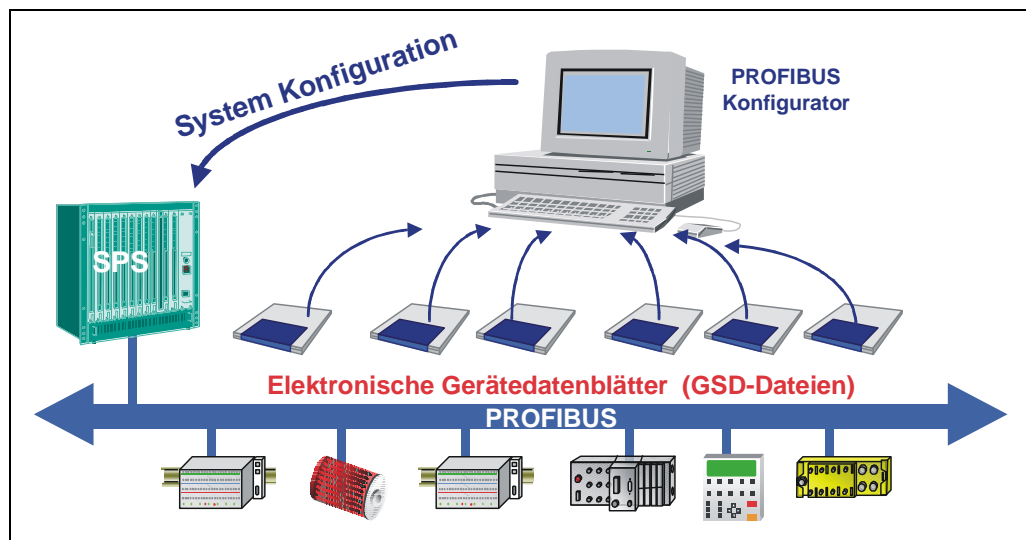 System Konfiguration
PROFIBUS
Konfigurator
SPS
Elektronische Gerätedatenblätter (GSD-Dateien)
PROFIBUS